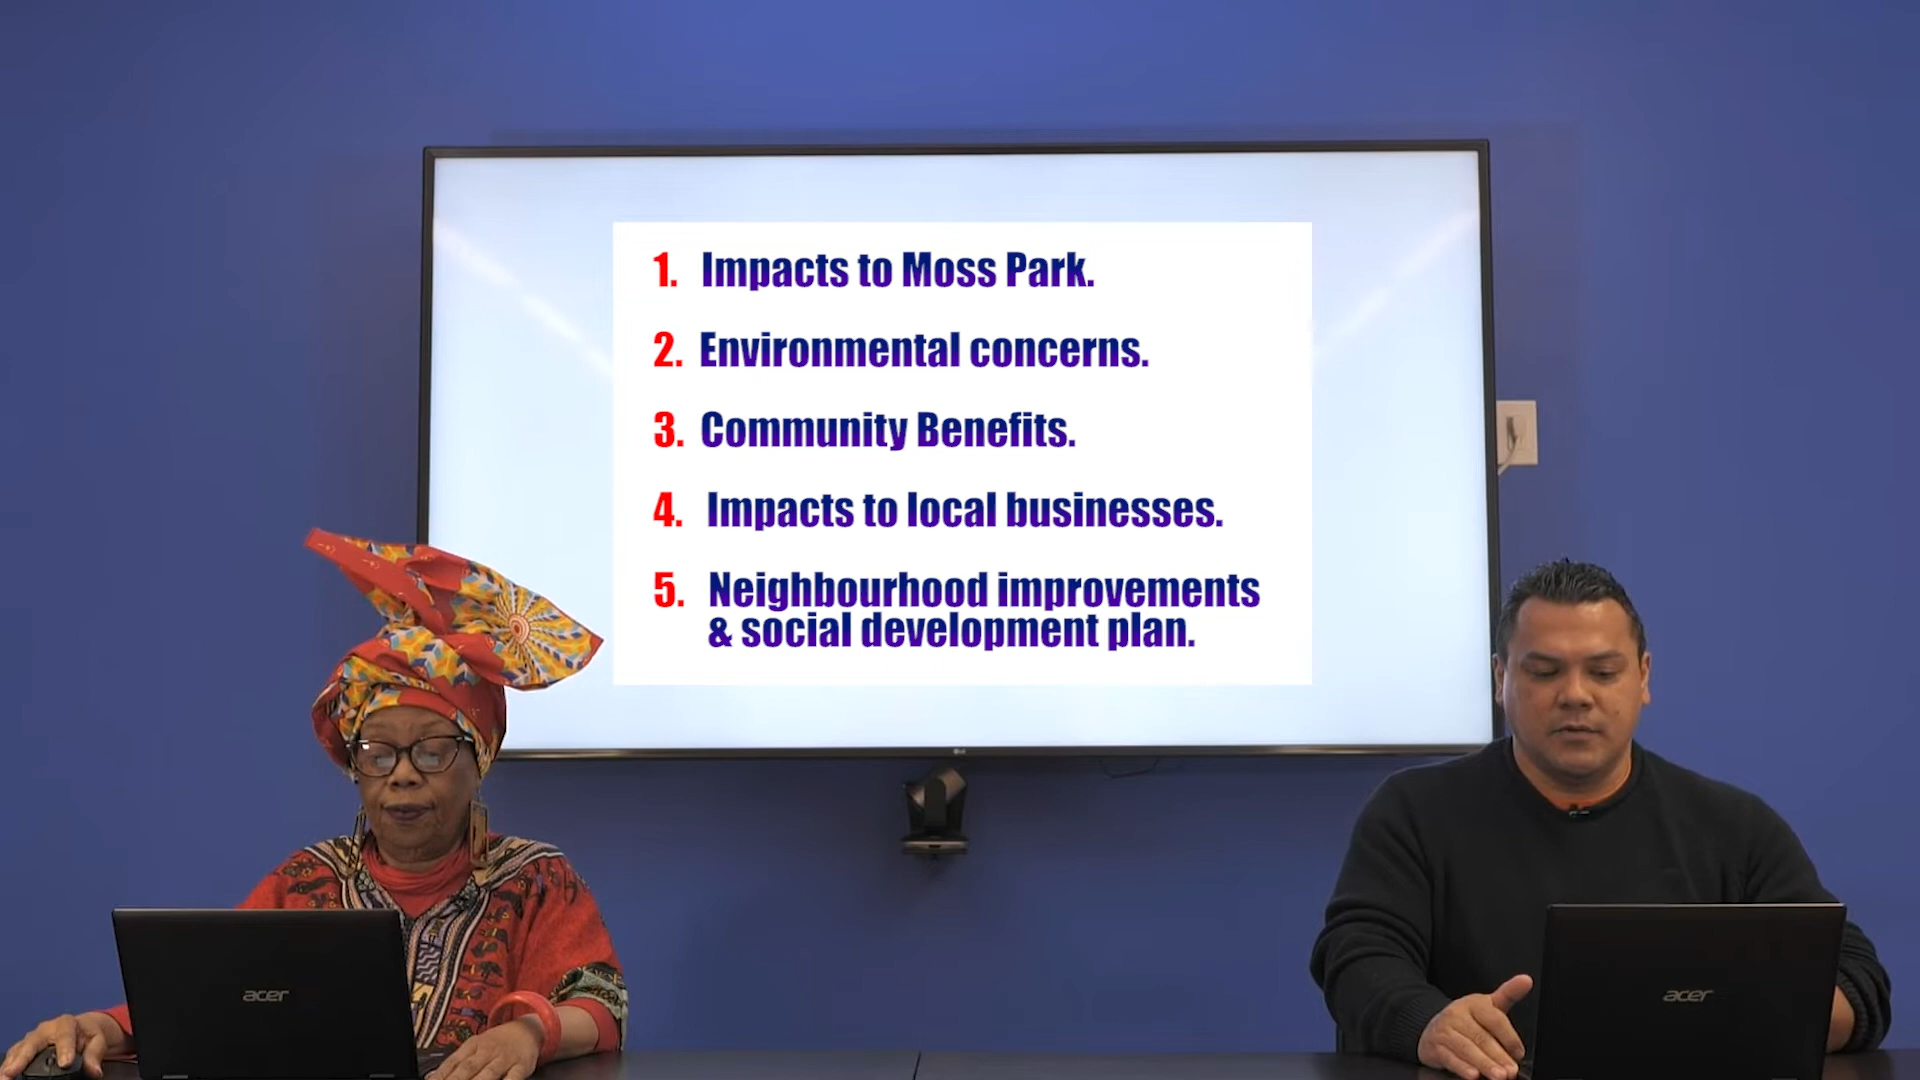 1. Impacts to Moss Park.
2. Environmental concerns.
3. Community Benefits.
4. Impacts to local businesses.
5. Neighbourhood improvements
& social development plan.
acer
acer